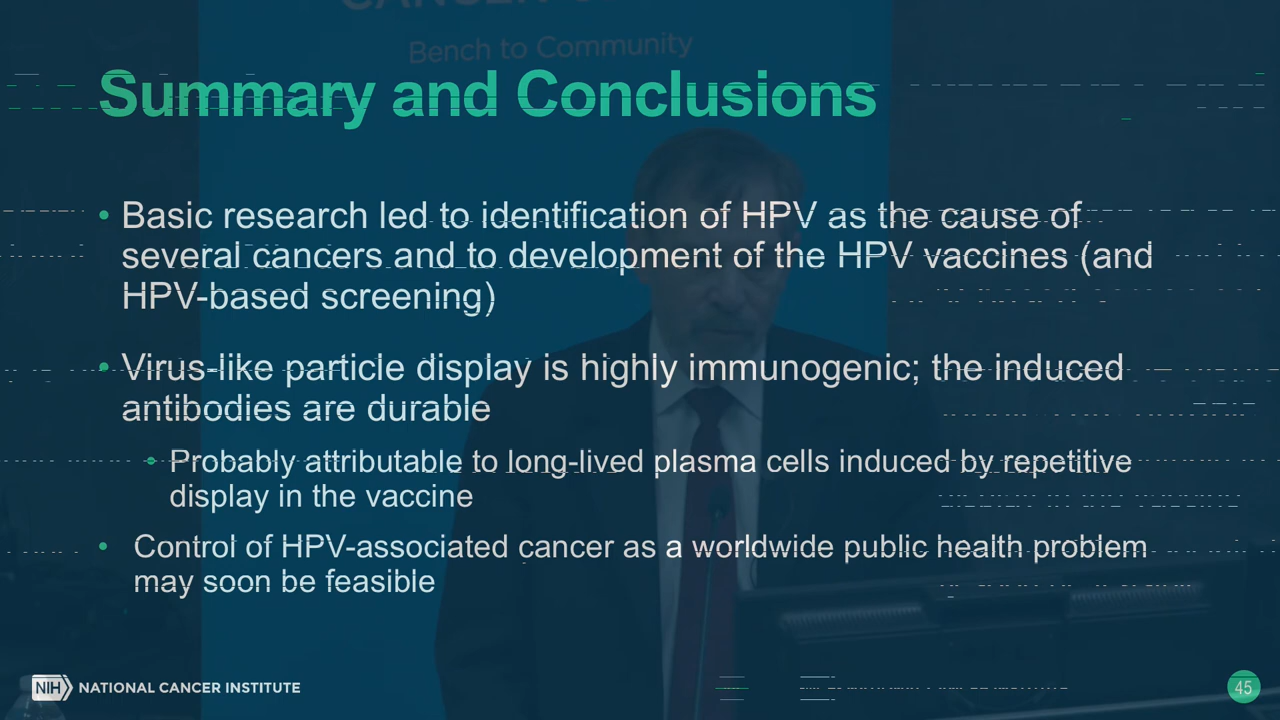 Bench to Community
Summary and Conclusions
• Basic research led to identification of HPV as the cause of
several cancers and to development of the HPV vaccines (and
HPV-based screening)
• Virus-like particle display is highly immunogenic; the induced
antibodies are durable
• Probably attributable to long-lived plasma cells induced by repetitive
display in the vaccine
• Control of HPV-associated cancer as a worldwide public health problem
may soon be feasible
NIH NATIONAL CANCER INSTITUTE
45